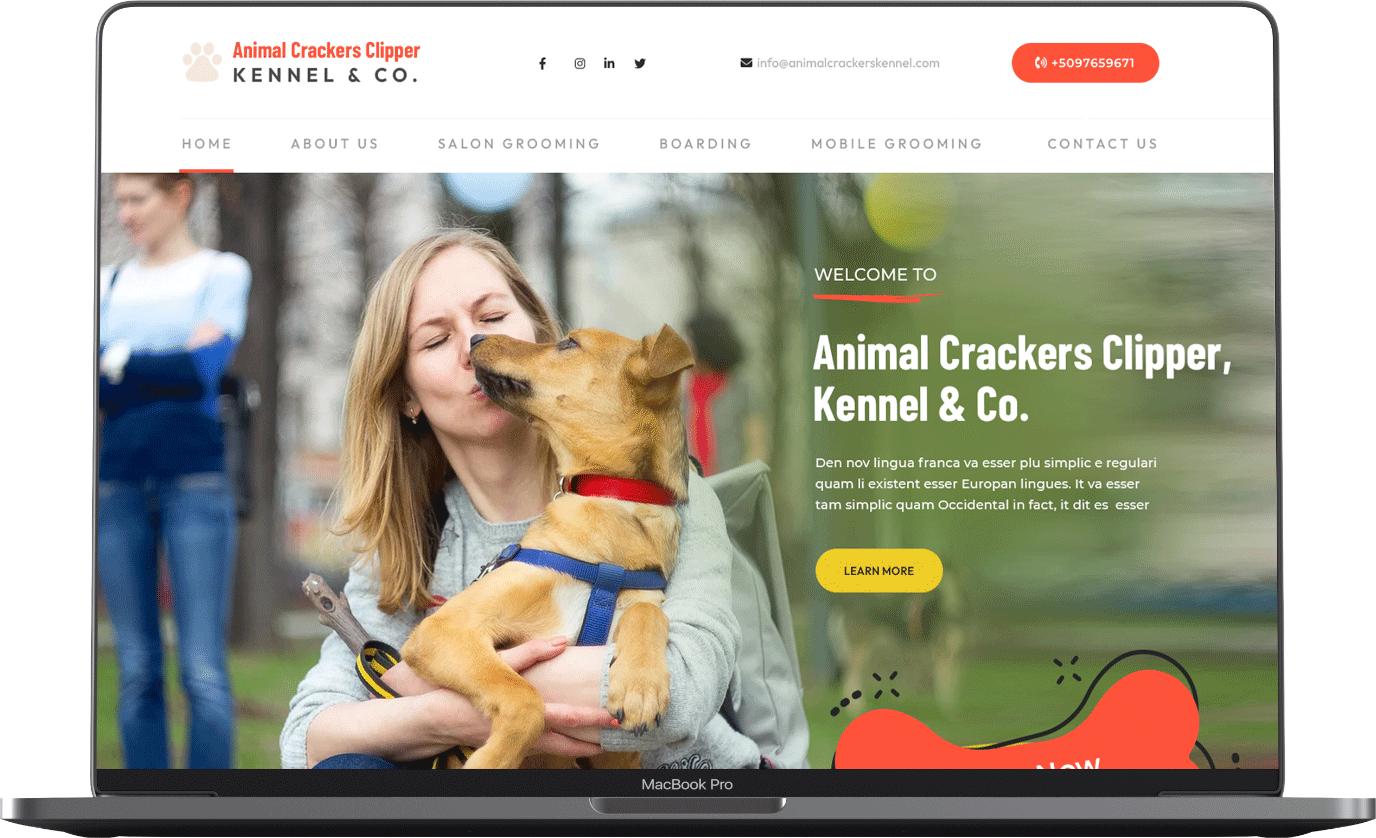 Animal Crackers Clipper
KENNEL & CO.
info@animalcrackerskennel.com
+5097659671
HOME ABOUT US SALON GROOMING BOARDING MOBILE GROOMING CONTACT US
WELCOME TO
Animal Crackers Clipper,
Kennel & Co.
Den nov lingua franca va esser plu simplic e regulari
quam li existent esser Europan lingues. It va esser
tam simplic quam Occidental in fact, it dit es esser
LEARN MORE
Now
MacBook Pro